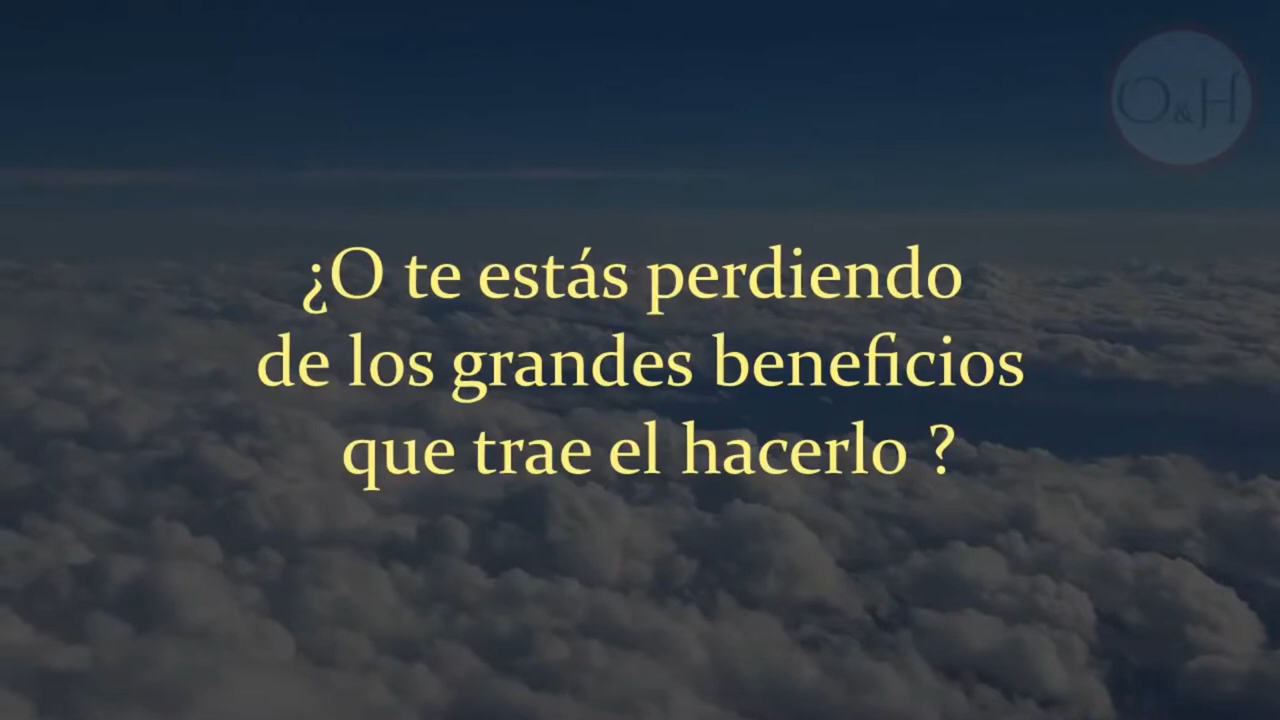 O&H
¿O te estás perdiendo
de los grandes beneficios
que trae el hacerlo ?